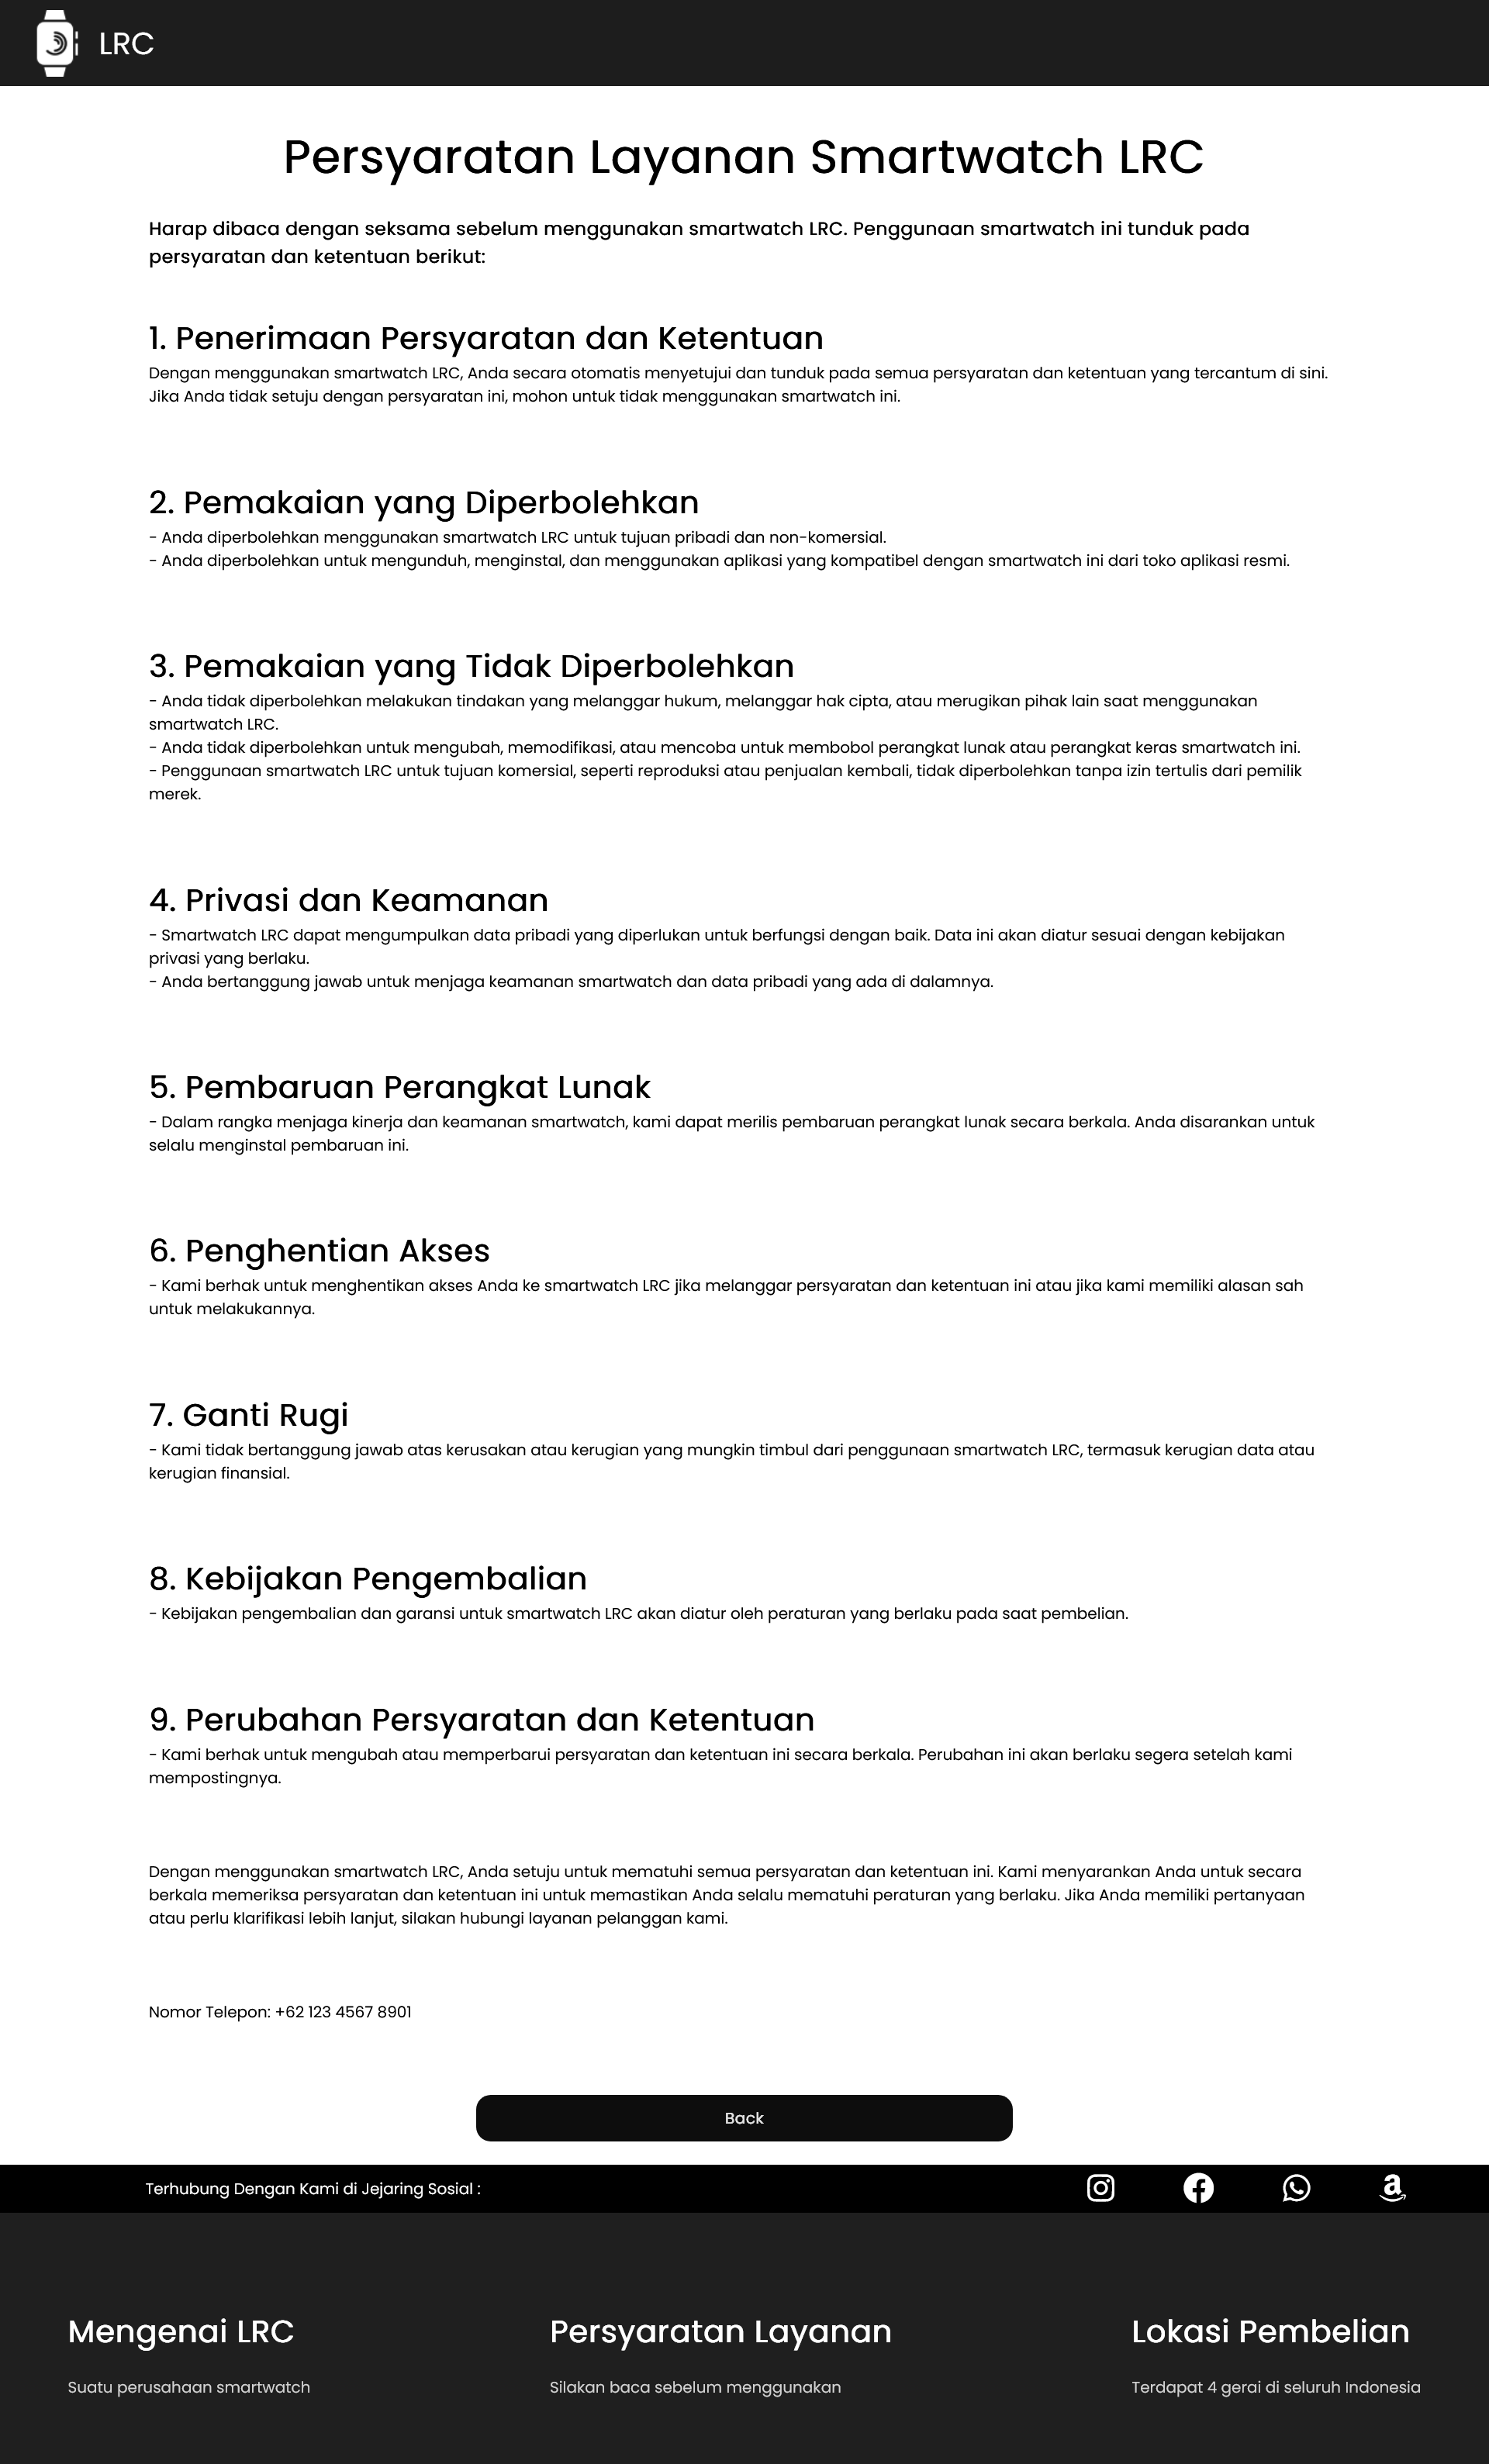 LRC
Persyaratan Layanan Smartwatch LRC
Harap dibaca dengan seksama sebelum menggunakan smartwatch LRC. Penggunaan smartwatch ini tunduk pada
persyaratan dan ketentuan berikut:
1. Penerimaan Persyaratan dan Ketentuan
Dengan menggunakan smartwatch LRC, Anda secara otomatis menyetujui dan tunduk pada semua persyaratan dan ketentuan yang tercantum di sini.
Jika Anda tidak setuju dengan persyaratan ini, mohon untuk tidak menggunakan smartwatch ini.
2. Pemakaian yang Diperbolehkan
- Anda diperbolehkan menggunakan smartwatch LRC untuk tujuan pribadi dan non-komersial.
- Anda diperbolehkan untuk mengunduh, menginstal, dan menggunakan aplikasi yang kompatibel dengan smartwatch ini dari toko aplikasi resmi.
3. Pemakaian yang Tidak Diperbolehkan
- Anda tidak diperbolehkan melakukan tindakan yang melanggar hukum, melanggar hak cipta, atau merugikan pihak lain saat menggunakan
smartwatch LRC.
- Anda tidak diperbolehkan untuk mengubah, memodifikasi, atau mencoba untuk membobol perangkat lunak atau perangkat keras smartwatch ini.
- Penggunaan smartwatch LRC untuk tujuan komersial, seperti reproduksi atau penjualan kembali, tidak diperbolehkan tanpa izin tertulis dari pemilik
merek.
4. Privasi dan Keamanan
- Smartwatch LRC dapat mengumpulkan data pribadi yang diperlukan untuk berfungsi dengan baik. Data ini akan diatur sesuai dengan kebijakan
privasi yang berlaku.
- Anda bertanggung jawab untuk menjaga keamanan smartwatch dan data pribadi yang ada di dalamnya.
5. Pembaruan Perangkat Lunak
- Dalam rangka menjaga kinerja dan keamanan smartwatch, kami dapat merilis pembaruan perangkat lunak secara berkala. Anda disarankan untuk
selalu menginstal pembaruan ini.
6. Penghentian Akses
- Kami berhak untuk menghentikan akses Anda ke smartwatch LRC jika melanggar persyaratan dan ketentuan ini atau jika kami memiliki alasan sah
untuk melakukannya.
7. Ganti Rugi
- Kami tidak bertanggung jawab atas kerusakan atau kerugian yang mungkin timbul dari penggunaan smartwatch LRC, termasuk kerugian data atau
kerugian finansial.
8. Kebijakan Pengembalian
- Kebijakan pengembalian dan garansi untuk smartwatch LRC akan diatur oleh peraturan yang berlaku pada saat pembelian.
9. Perubahan Persyaratan dan Ketentuan
- Kami berhak untuk mengubah atau memperbarui persyaratan dan ketentuan ini secara berkala. Perubahan ini akan berlaku segera setelah kami
mempostingnya.
Dengan menggunakan smartwatch LRC, Anda setuju untuk mematuhi semua persyaratan dan ketentuan ini. Kami menyarankan Anda untuk secara
berkala memeriksa persyaratan dan ketentuan ini untuk memastikan Anda selalu mematuhi peraturan yang berlaku. Jika Anda memiliki pertanyaan
atau perlu klarifikasi lebih lanjut, silakan hubungi layanan pelanggan kami.
Nomor Telepon: +62 123 4567 8901
Back
Terhubung Dengan Kami di Jejaring Sosial :
Mengenai LRC
Suatu perusahaan smartwatch
Persyaratan Layanan
Silakan baca sebelum menggunakan
Lokasi Pembelian
Terdapat 4 gerai di seluruh Indonesia